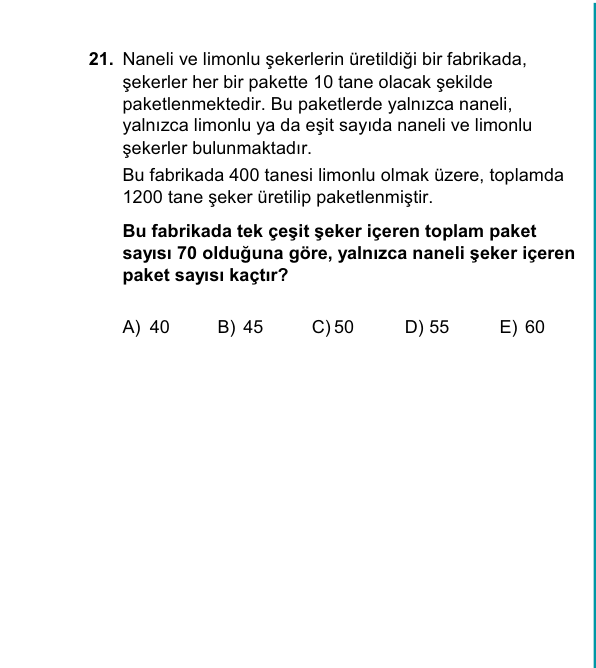 21. Naneli ve limonlu şekerlerin üretildiği bir fabrikada,
şekerler her bir pakette 10 tane olacak şekilde
paketlenmektedir. Bu paketlerde yalnızca naneli,
yalnızca limonlu ya da eşit sayıda naneli ve limonlu
şekerler bulunmaktadır.
Bu fabrikada 400 tanesi limonlu olmak üzere, toplamda
1200 tane şeker üretilip paketlenmiştir.
Bu fabrikada tek çeşit şeker içeren toplam paket
sayısı 70 olduğuna göre, yalnızca naneli şeker içeren
paket sayısı kaçtır?
A) 40 B) 45 C) 50 D) 55 E) 60